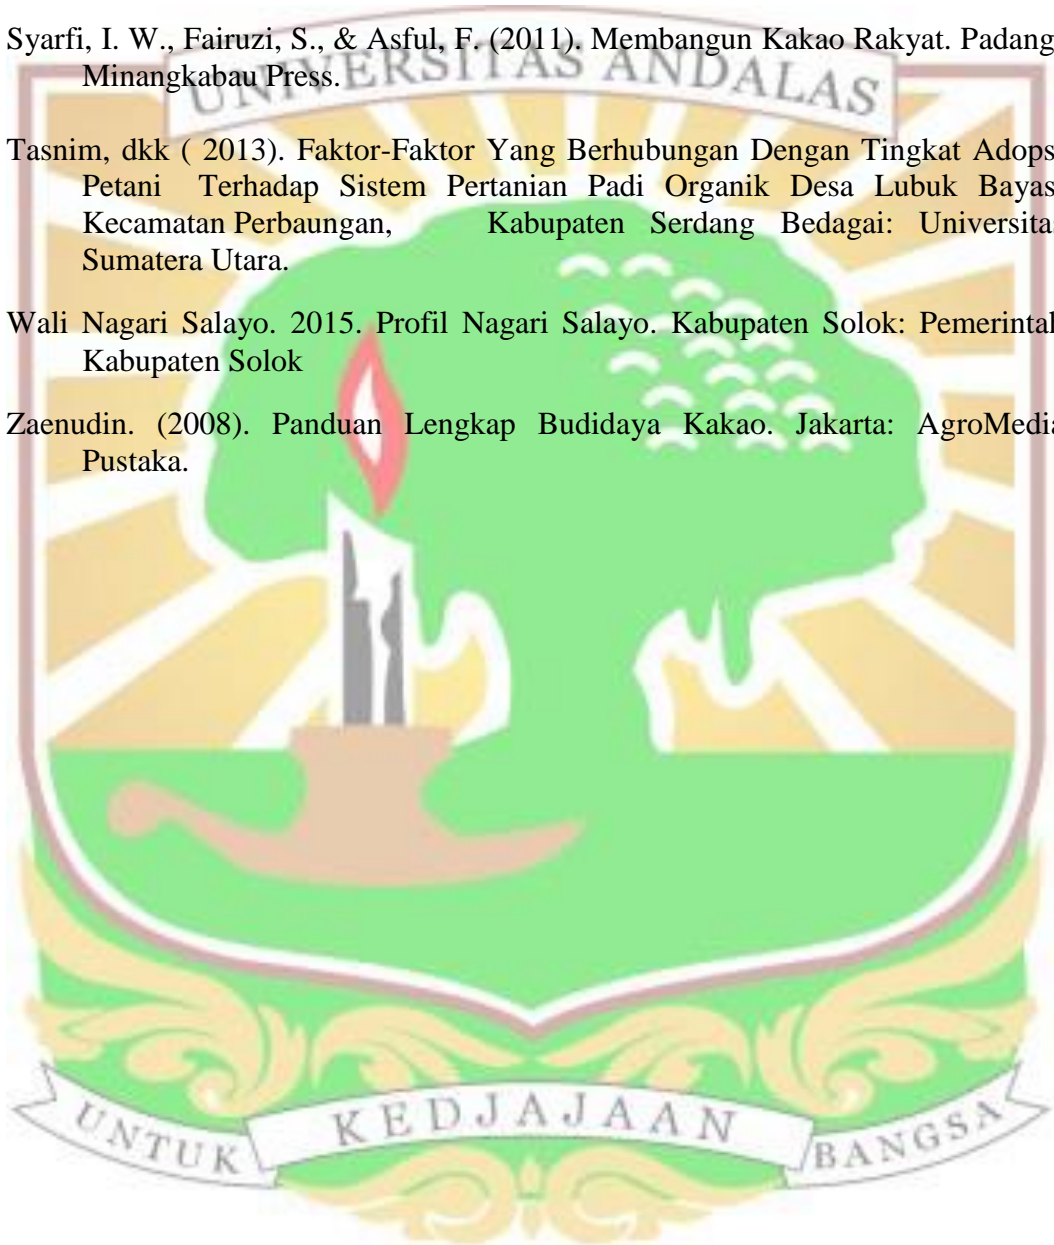 Syarfi, I. W., Fairuzi, S., & Asful, F. (2011). Membangun Kakao Rakyat. Padang
Minangkabau Press.
UNIVERSITAS ANDALAS
Tasnim, dkk ( 2013). Faktor-Faktor Yang Berhubungan Dengan Tingkat Adops
Petani Terhadap Sistem Pertanian Padi Organik Desa Lubuk Bayas
Kecamatan Perbaungan, Kabupaten Serdang Bedagai: Universitas
Sumatera Utara.
Wali Nagari Salayo. 2015. Profil Nagari Salayo. Kabupaten Solok: Pemerintah
Kabupaten Solok
Zaenudin. (2008). Panduan Lengkap Budidaya Kakao. Jakarta: AgroMedia
Pustaka.
UNTUK KEDJAJAAN BANGSA